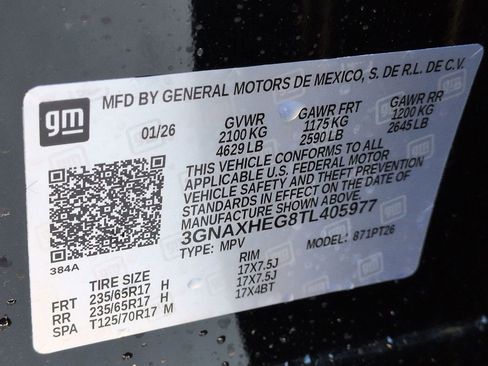 MFD BY GENERAL MOTORS DE MEXICO, S. DE R.L. DE C.V.
gm
01/26 GVWR GAWR FRT GAWR RR
2100 KG 1175 KG 1200 KG
4629 LB 2590 LB 2645 LB
THIS VEHICLE CONFORMS TO ALL
APPLICABLE U.S. FEDERAL MOTOR
VEHICLE SAFETY AND THEFT PREVENTION
STANDARDS IN EFFECT ON THE DATE OF
MANUFACTURE SHOWN ABOVE.
3GNAXHEG8TL405977
TYPE: MPV MODEL: 871PT26
384A
TIRE SIZE RIM
FRT 235/65R17 H 17X7.5J
RR 235/65R17 H 17X7.5J
SPA T125/70R17 M 17X4BT